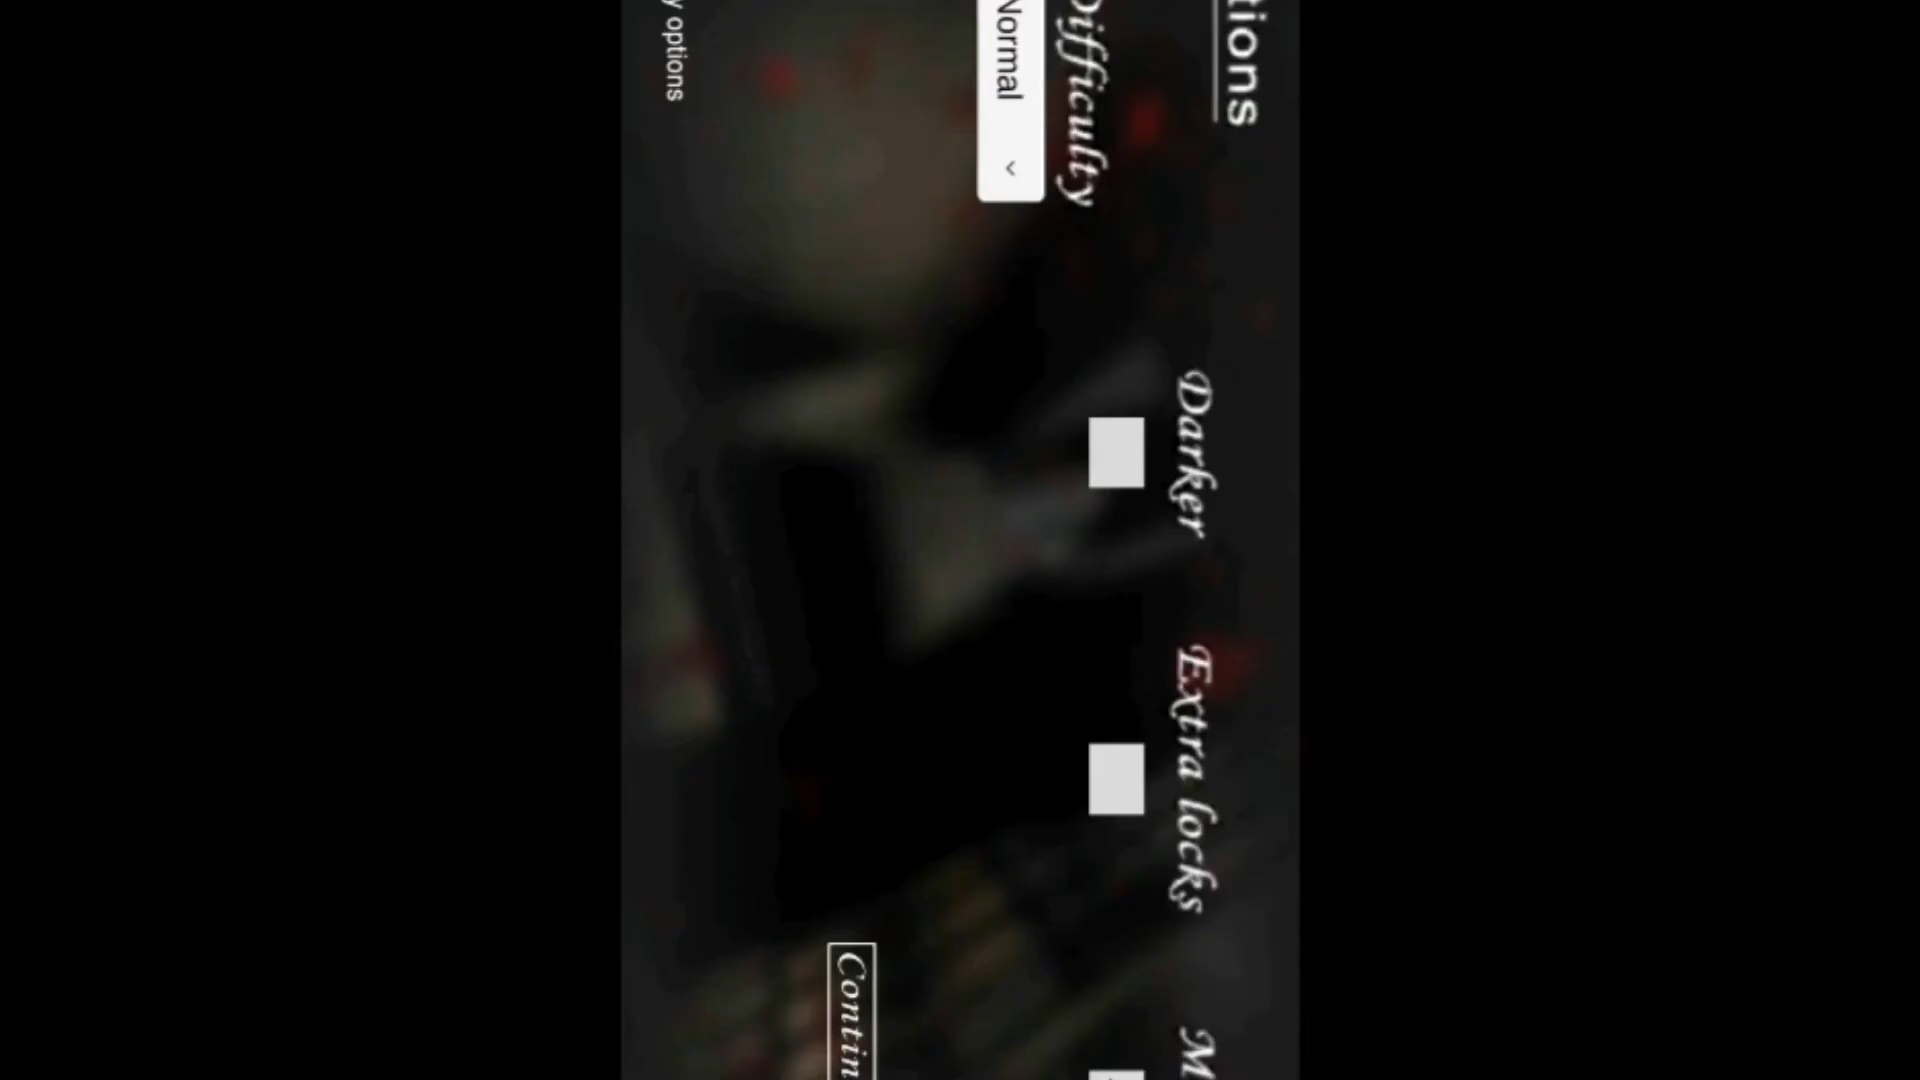 tions
Difficulty
Normal
Darker
Extra locks
M
Contin
y options